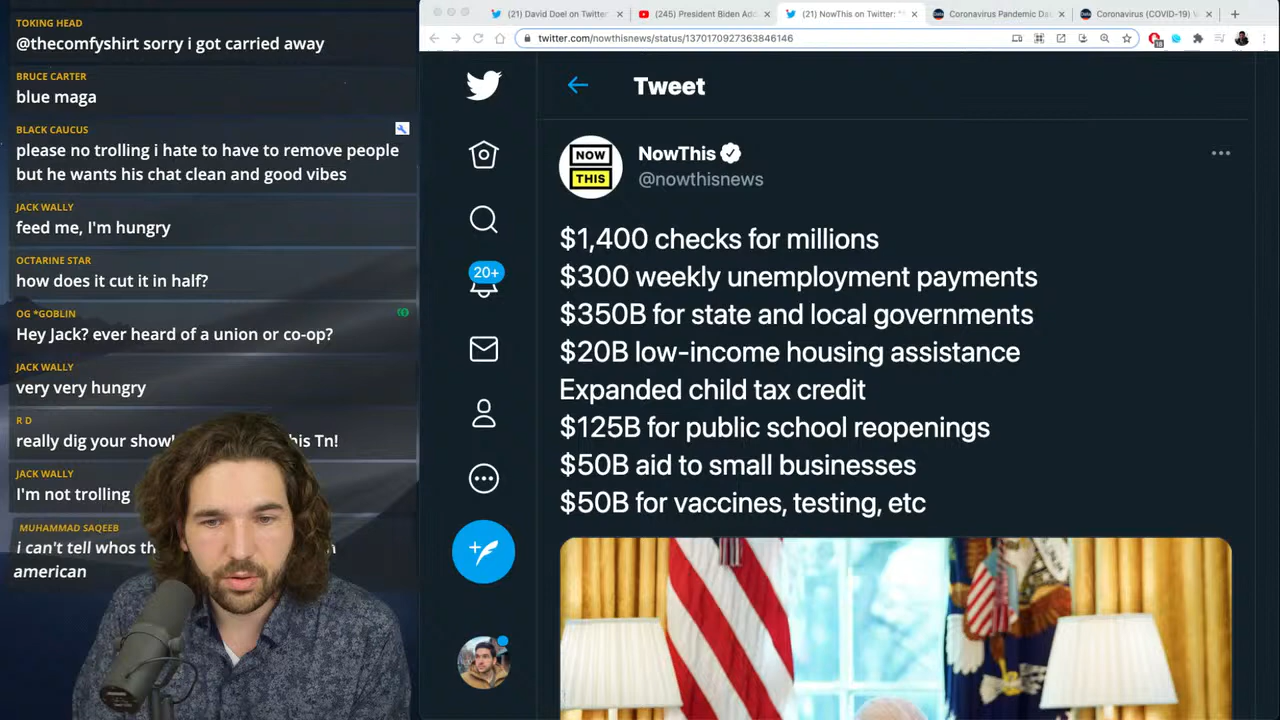 TOKING HEAD
@thecomfyshirt sorry i got carried away
BRUCE CARTER
blue maga
BLACK CAUCUS
please no trolling i hate to have to remove people
but he wants his chat clean and good vibes
JACK WALLY
feed me, I'm hungry
OCTARINE STAR
how does it cut it in half?
OG *GOBLIN
Hey Jack? ever heard of a union or co-op?
JACK WALLY
very very hungry
R D
really dig your show! his Tn!
JACK WALLY
I'm not trolling
MUHAMMAD SAQEEB
i can't tell whos
american
(21) David Doel on Twitter
(245) President Biden Add
(21) NowThis on Twitter: "
Coronavirus Pandemic Da
Coronavirus (COVID-19) V
twitter.com/nowthisnews/status/1370170927363846146
18
20+
Tweet
NOW
THIS
NowThis
@nowthisnews
$1,400 checks for millions
$300 weekly unemployment payments
$350B for state and local governments
$20B low-income housing assistance
Expanded child tax credit
$125B for public school reopenings
$50B aid to small businesses
$50B for vaccines, testing, etc